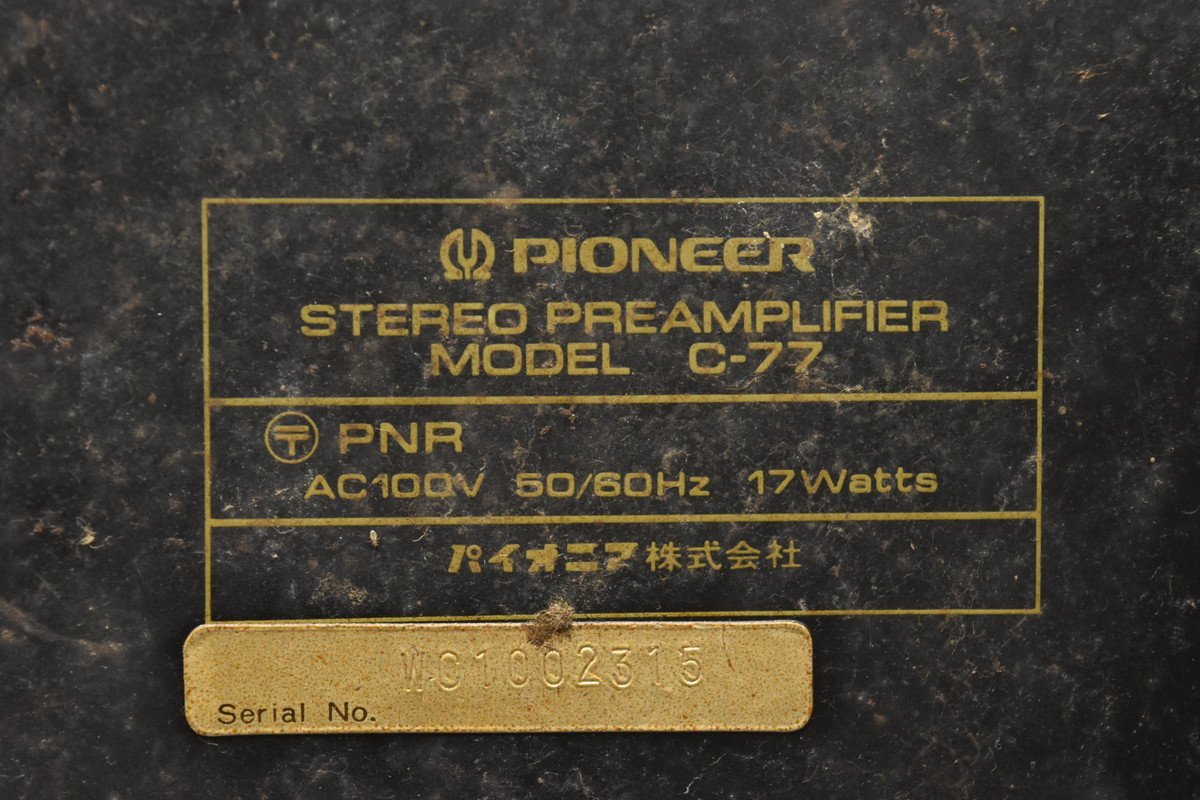 PIONEER
STEREO PREAMPLIFIER
MODEL C-77
〒 PNR
AC100V 50/60Hz 17Watts
パイオニア株式会社
WC1002315
Serial No.